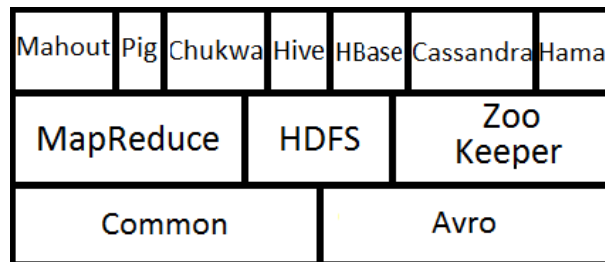 Mahout Pig Chukwa Hive HBase Cassandra Hama
MapReduce HDFS Zoo
Keeper
Common Avro